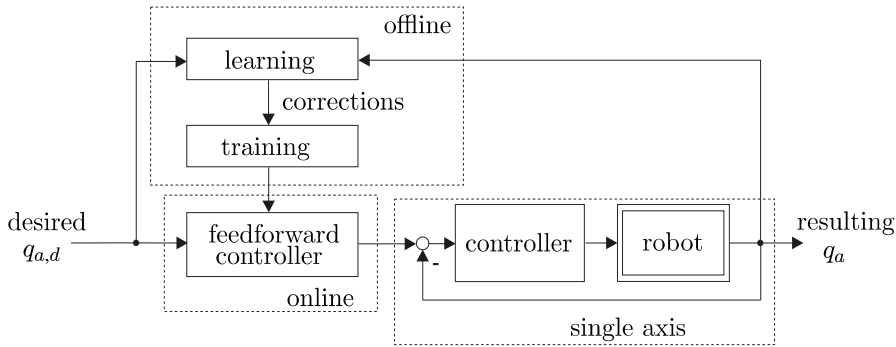 offline
learning
corrections
training
desired
q_{a,d}
feedforward
controller
online
-
controller
robot
resulting
q_a
single axis